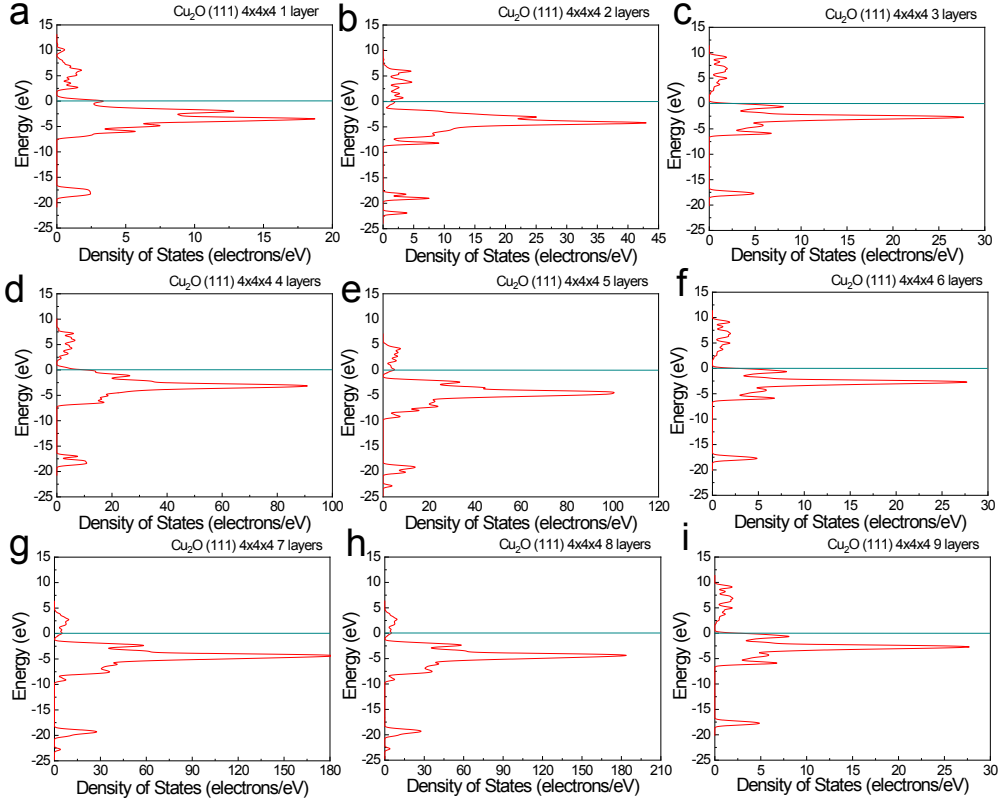 a
Cu₂O (111) 4x4x4 1 layer
15
10
5
0
-5
-10
-15
-20
-25
Energy (eV)
0 5 10 15 20
Density of States (electrons/eV)
b
Cu₂O (111) 4x4x4 2 layers
15
10
5
0
-5
-10
-15
-20
-25
Energy (eV)
0 5 10 15 20 25 30 35 40 45
Density of States (electrons/eV)
c
Cu₂O (111) 4x4x4 3 layers
15
10
5
0
-5
-10
-15
-20
-25
Energy (eV)
0 5 10 15 20 25 30
Density of States (electrons/eV)
d
Cu₂O (111) 4x4x4 4 layers
15
10
5
0
-5
-10
-15
-20
-25
Energy (eV)
0 20 40 60 80 100
Density of States (electrons/eV)
e
Cu₂O (111) 4x4x4 5 layers
15
10
5
0
-5
-10
-15
-20
-25
Energy (eV)
0 20 40 60 80 100 120
Density of States (electrons/eV)
f
Cu₂O (111) 4x4x4 6 layers
15
10
5
0
-5
-10
-15
-20
-25
Energy (eV)
0 5 10 15 20 25 30
Density of States (electrons/eV)
g
Cu₂O (111) 4x4x4 7 layers
15
10
5
0
-5
-10
-15
-20
-25
Energy (eV)
0 30 60 90 120 150 180
Density of States (electrons/eV)
h
Cu₂O (111) 4x4x4 8 layers
15
10
5
0
-5
-10
-15
-20
-25
Energy (eV)
0 30 60 90 120 150 180 210
Density of States (electrons/eV)
i
Cu₂O (111) 4x4x4 9 layers
15
10
5
0
-5
-10
-15
-20
-25
Energy (eV)
0 5 10 15 20 25 30
Density of States (electrons/eV)